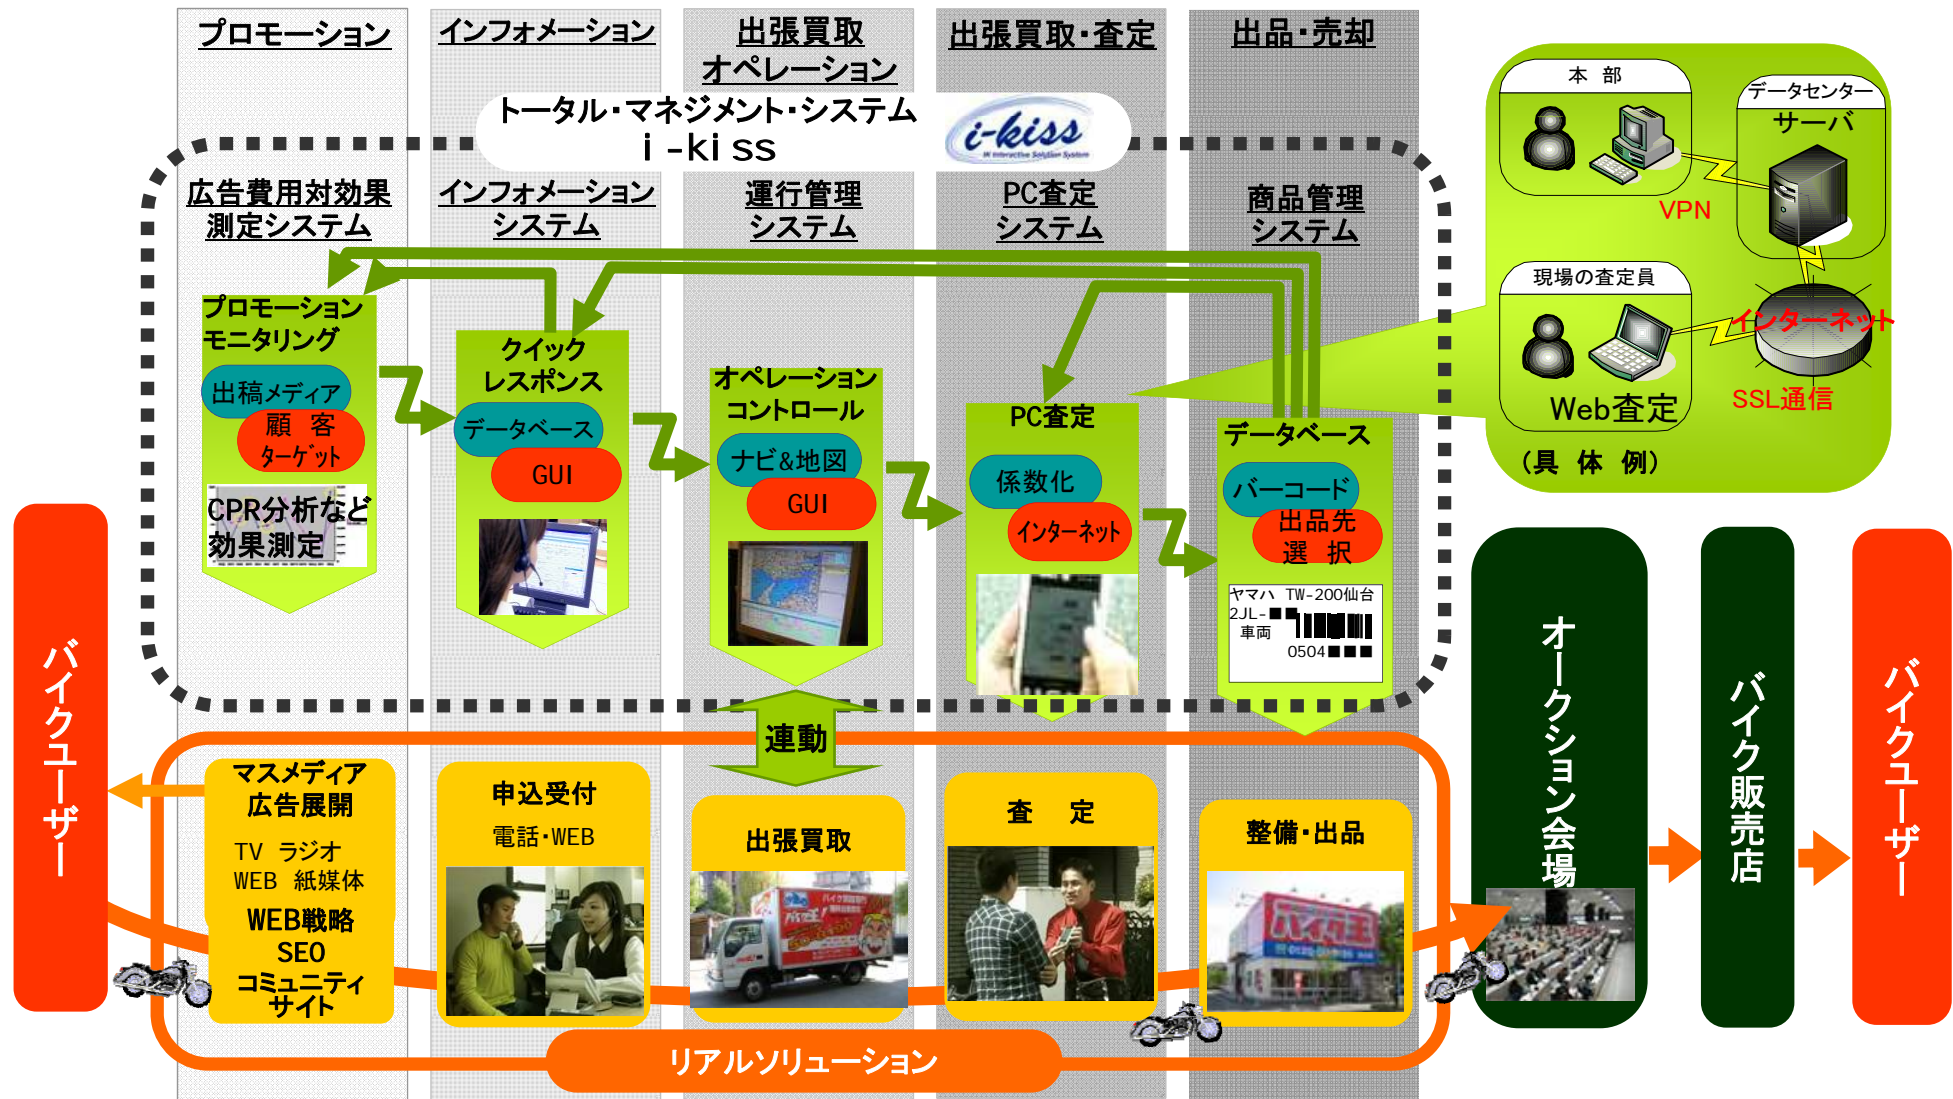 プロモーション
インフォメーション
出張買取
オペレーション
出張買取・査定
出品・売却
トータル・マネジメント・システム
i-kiss
i-kiss
IK Interactive Solution System
広告費用対効果
測定システム
インフォメーション
システム
運行管理
システム
PC査定
システム
商品管理
システム
プロモーション
モニタリング
出稿メディア
顧 客
ターゲット
CPR分析など
効果測定
クイック
レスポンス
データベース
GUI
オペレーション
コントロール
ナビ&地図
GUI
PC査定
係数化
インターネット
データベース
バーコード
出品先
選 択
ヤマハ TW-200仙台
2JL-■■
車両
0504■■■
本 部
データセンター
サーバ
VPN
現場の査定員
インターネット
Web査定
SSL通信
(具 体 例)
連動
バイクユーザー
マスメディア
広告展開
TV ラジオ
WEB 紙媒体
WEB戦略
SEO
コミュニティ
サイト
申込受付
電話・WEB
出張買取
査 定
整備・出品
バイク王
リアルソリューション
オークション会場
バイク販売店
バイクユーザー